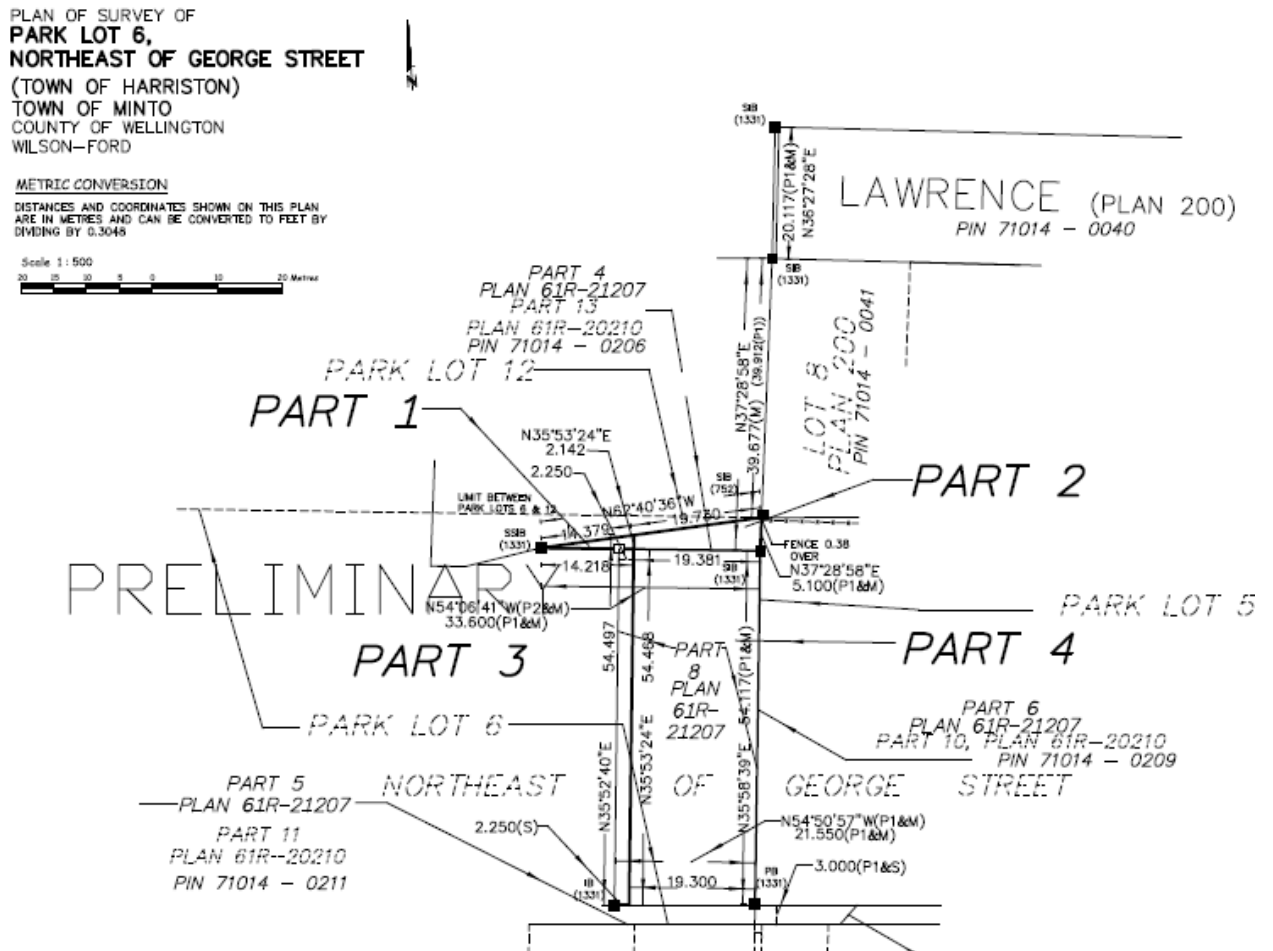 PLAN OF SURVEY OF
PARK LOT 6,
NORTHEAST OF GEORGE STREET
(TOWN OF HARRISTON)
TOWN OF MINTO
COUNTY OF WELLINGTON
WILSON-FORD
N
METRIC CONVERSION
DISTANCES AND COORDINATES SHOWN ON THIS PLAN
ARE IN METRES AND CAN BE CONVERTED TO FEET BY
DIVIDING BY 0.3048
Scale 1:500
20 15 10 5 0 10 20 Metres
SIB
(1331)
20.117(P1&M)
N36°27'28"E
LAWRENCE (PLAN 200)
PIN 71014 - 0040
SIB
(1331)
PART 4
PLAN 61R-21207
PART 13
PLAN 61R-20210
PIN 71014 - 0206
PARK LOT 12
PART 1
N37°28'58"E
39.677(M) (39.912(P1))
LOT 8
PLAN 200
PIN 71014 - 0041
N35°53'24"E
2.142
2.250
SIB
(752)
PART 2
LIMIT BETWEEN
PARK LOTS 6 & 12
N62°40'36"W
14.379
19.730
SSIB
(1331)
FENCE 0.38
OVER
N37°28'58"E
5.100(P1&M)
14.218
19.381
SIB
(1331)
PRELIMINARY
N54°06'41"W(P2&M)
33.600(P1&M)
PARK LOT 5
PART 3
PART 4
54.497
54.468
54.117(P1&M)
PART
8
PLAN
61R-
21207
PARK LOT 6
PART 6
PLAN 61R-21207
PART 10, PLAN 61R-20210
PIN 71014 - 0209
N35°52'40"E
N35°53'24"E
N35°58'39"E
NORTHEAST OF GEORGE STREET
PART 5
PLAN 61R-21207
PART 11
PLAN 61R-20210
PIN 71014 - 0211
2.250(S)
N54°50'57"W(P1&M)
21.550(P1&M)
IB
(1331)
19.300
PB
(1331)
3.000(P1&S)